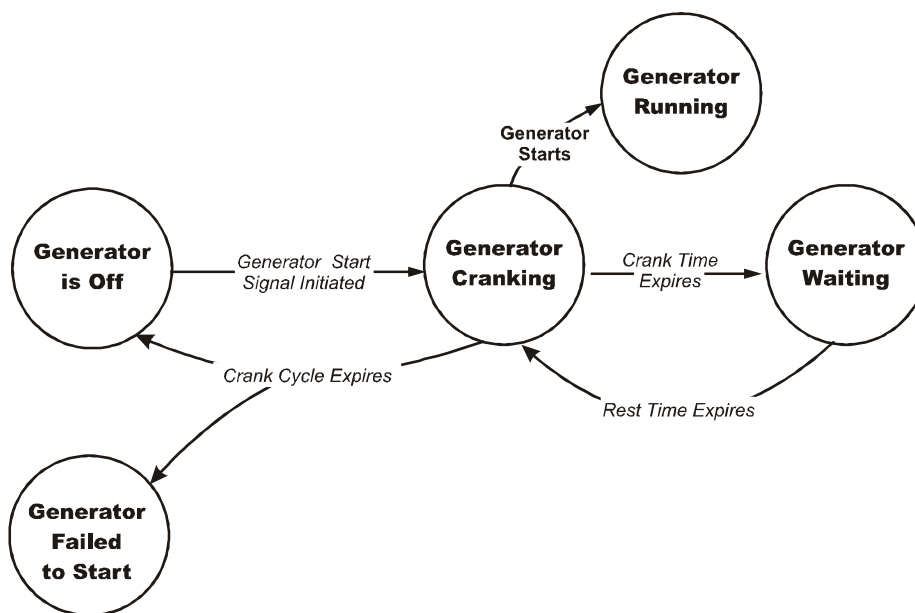 Generator
Running
Generator
Starts
Generator
is Off
Generator Start
Signal Initiated
Generator
Cranking
Crank Time
Expires
Generator
Waiting
Crank Cycle Expires
Rest Time Expires
Generator
Failed
to Start